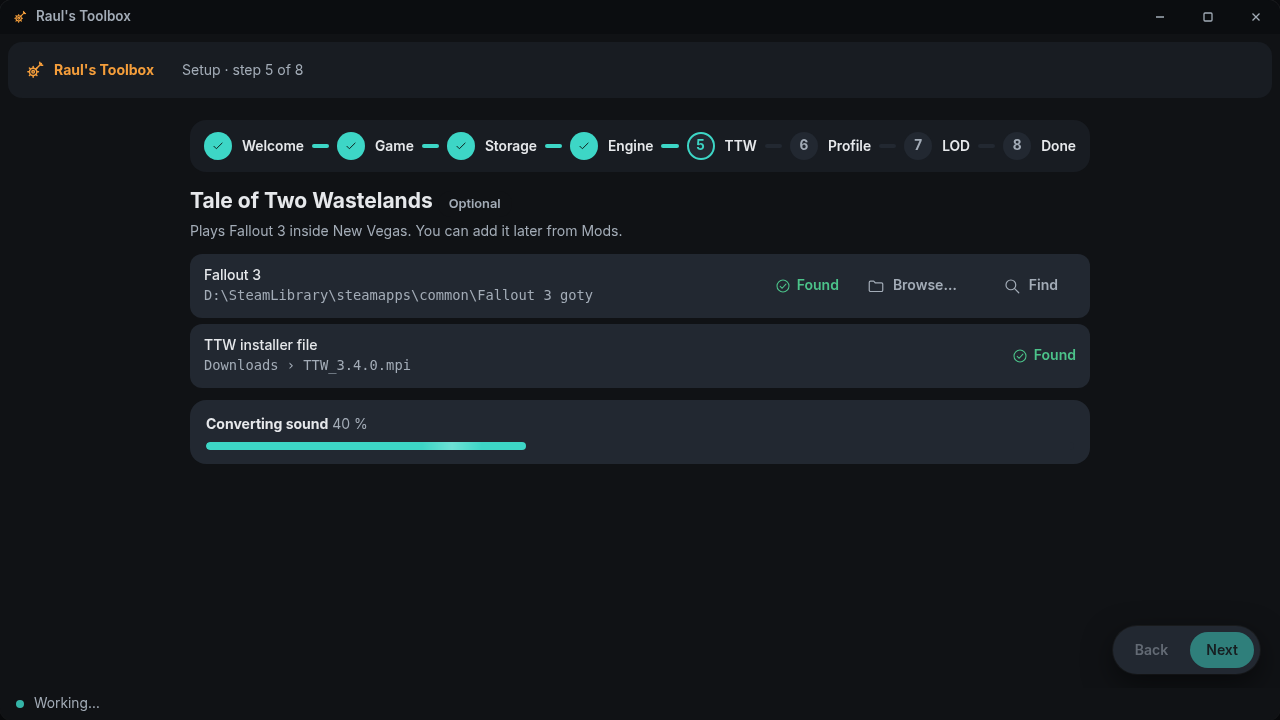 Raul's Toolbox
Raul's Toolbox Setup · step 5 of 8
Welcome Game Storage Engine 5 TTW 6 Profile 7 LOD 8 Done
Tale of Two Wastelands Optional
Plays Fallout 3 inside New Vegas. You can add it later from Mods.
Fallout 3
D:\SteamLibrary\steamapps\common\Fallout 3 goty
Found Browse... Find
TTW installer file
Downloads › TTW_3.4.0.mpi
Found
Converting sound 40 %
Back Next
Working...